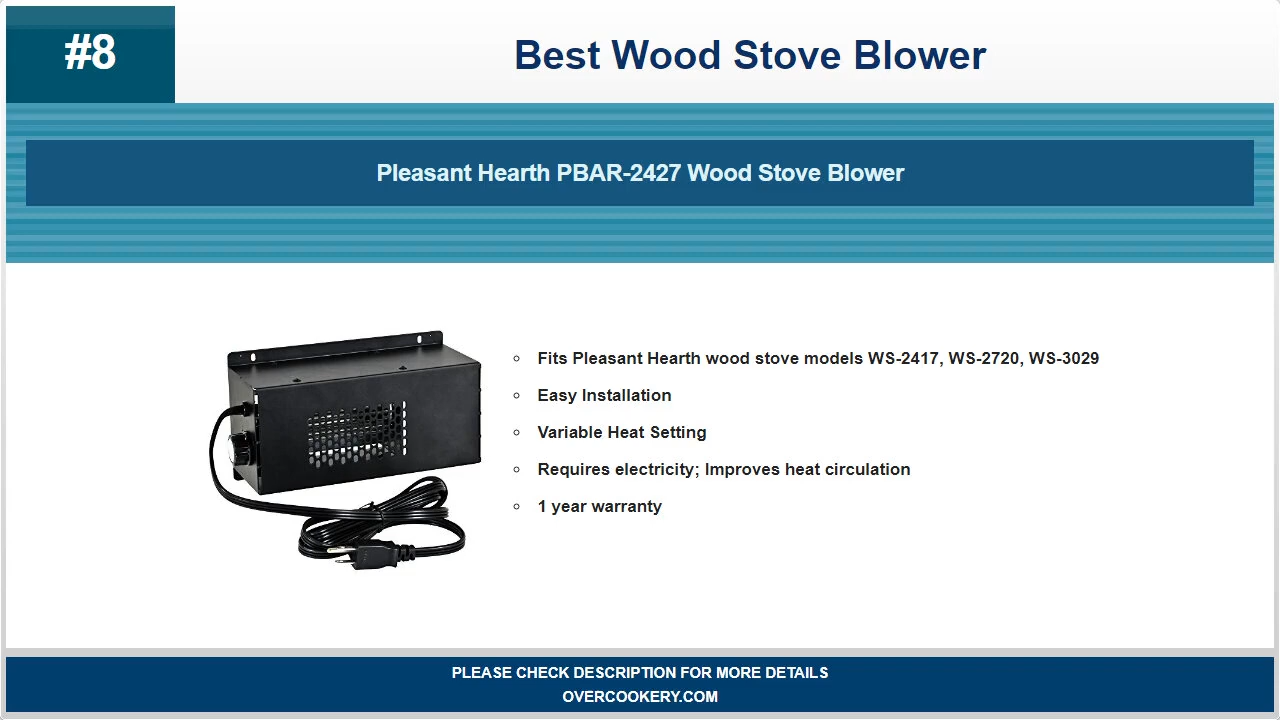 #8
Best Wood Stove Blower
Pleasant Hearth PBAR-2427 Wood Stove Blower
Fits Pleasant Hearth wood stove models WS-2417, WS-2720, WS-3029
Easy Installation
Variable Heat Setting
Requires electricity; Improves heat circulation
1 year warranty
PLEASE CHECK DESCRIPTION FOR MORE DETAILS
OVERCOOKERY.COM